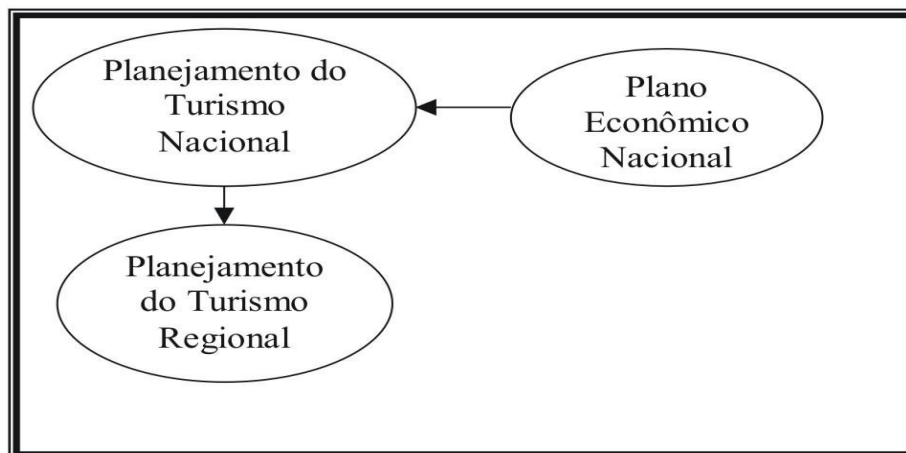 Planejamento do
Turismo
Nacional
Plano
Econômico
Nacional
Planejamento
do Turismo
Regional